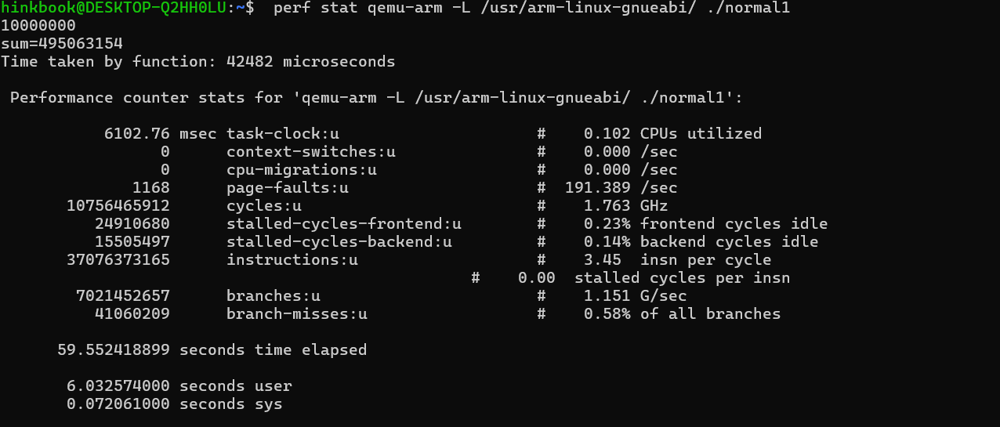 hinkbook@DESKTOP-Q2HH0LU:~$ perf stat qemu-arm -L /usr/arm-linux-gnueabi/ ./normal1
10000000
sum=495063154
Time taken by function: 42482 microseconds
Performance counter stats for 'qemu-arm -L /usr/arm-linux-gnueabi/ ./normal1':
6102.76 msec task-clock:u # 0.102 CPUs utilized
0 context-switches:u # 0.000 /sec
0 cpu-migrations:u # 0.000 /sec
1168 page-faults:u # 191.389 /sec
10756465912 cycles:u # 1.763 GHz
24910680 stalled-cycles-frontend:u # 0.23% frontend cycles idle
15505497 stalled-cycles-backend:u # 0.14% backend cycles idle
37076373165 instructions:u # 3.45 insn per cycle
# 0.00 stalled cycles per insn
7021452657 branches:u # 1.151 G/sec
41060209 branch-misses:u # 0.58% of all branches
59.552418899 seconds time elapsed
6.032574000 seconds user
0.072061000 seconds sys